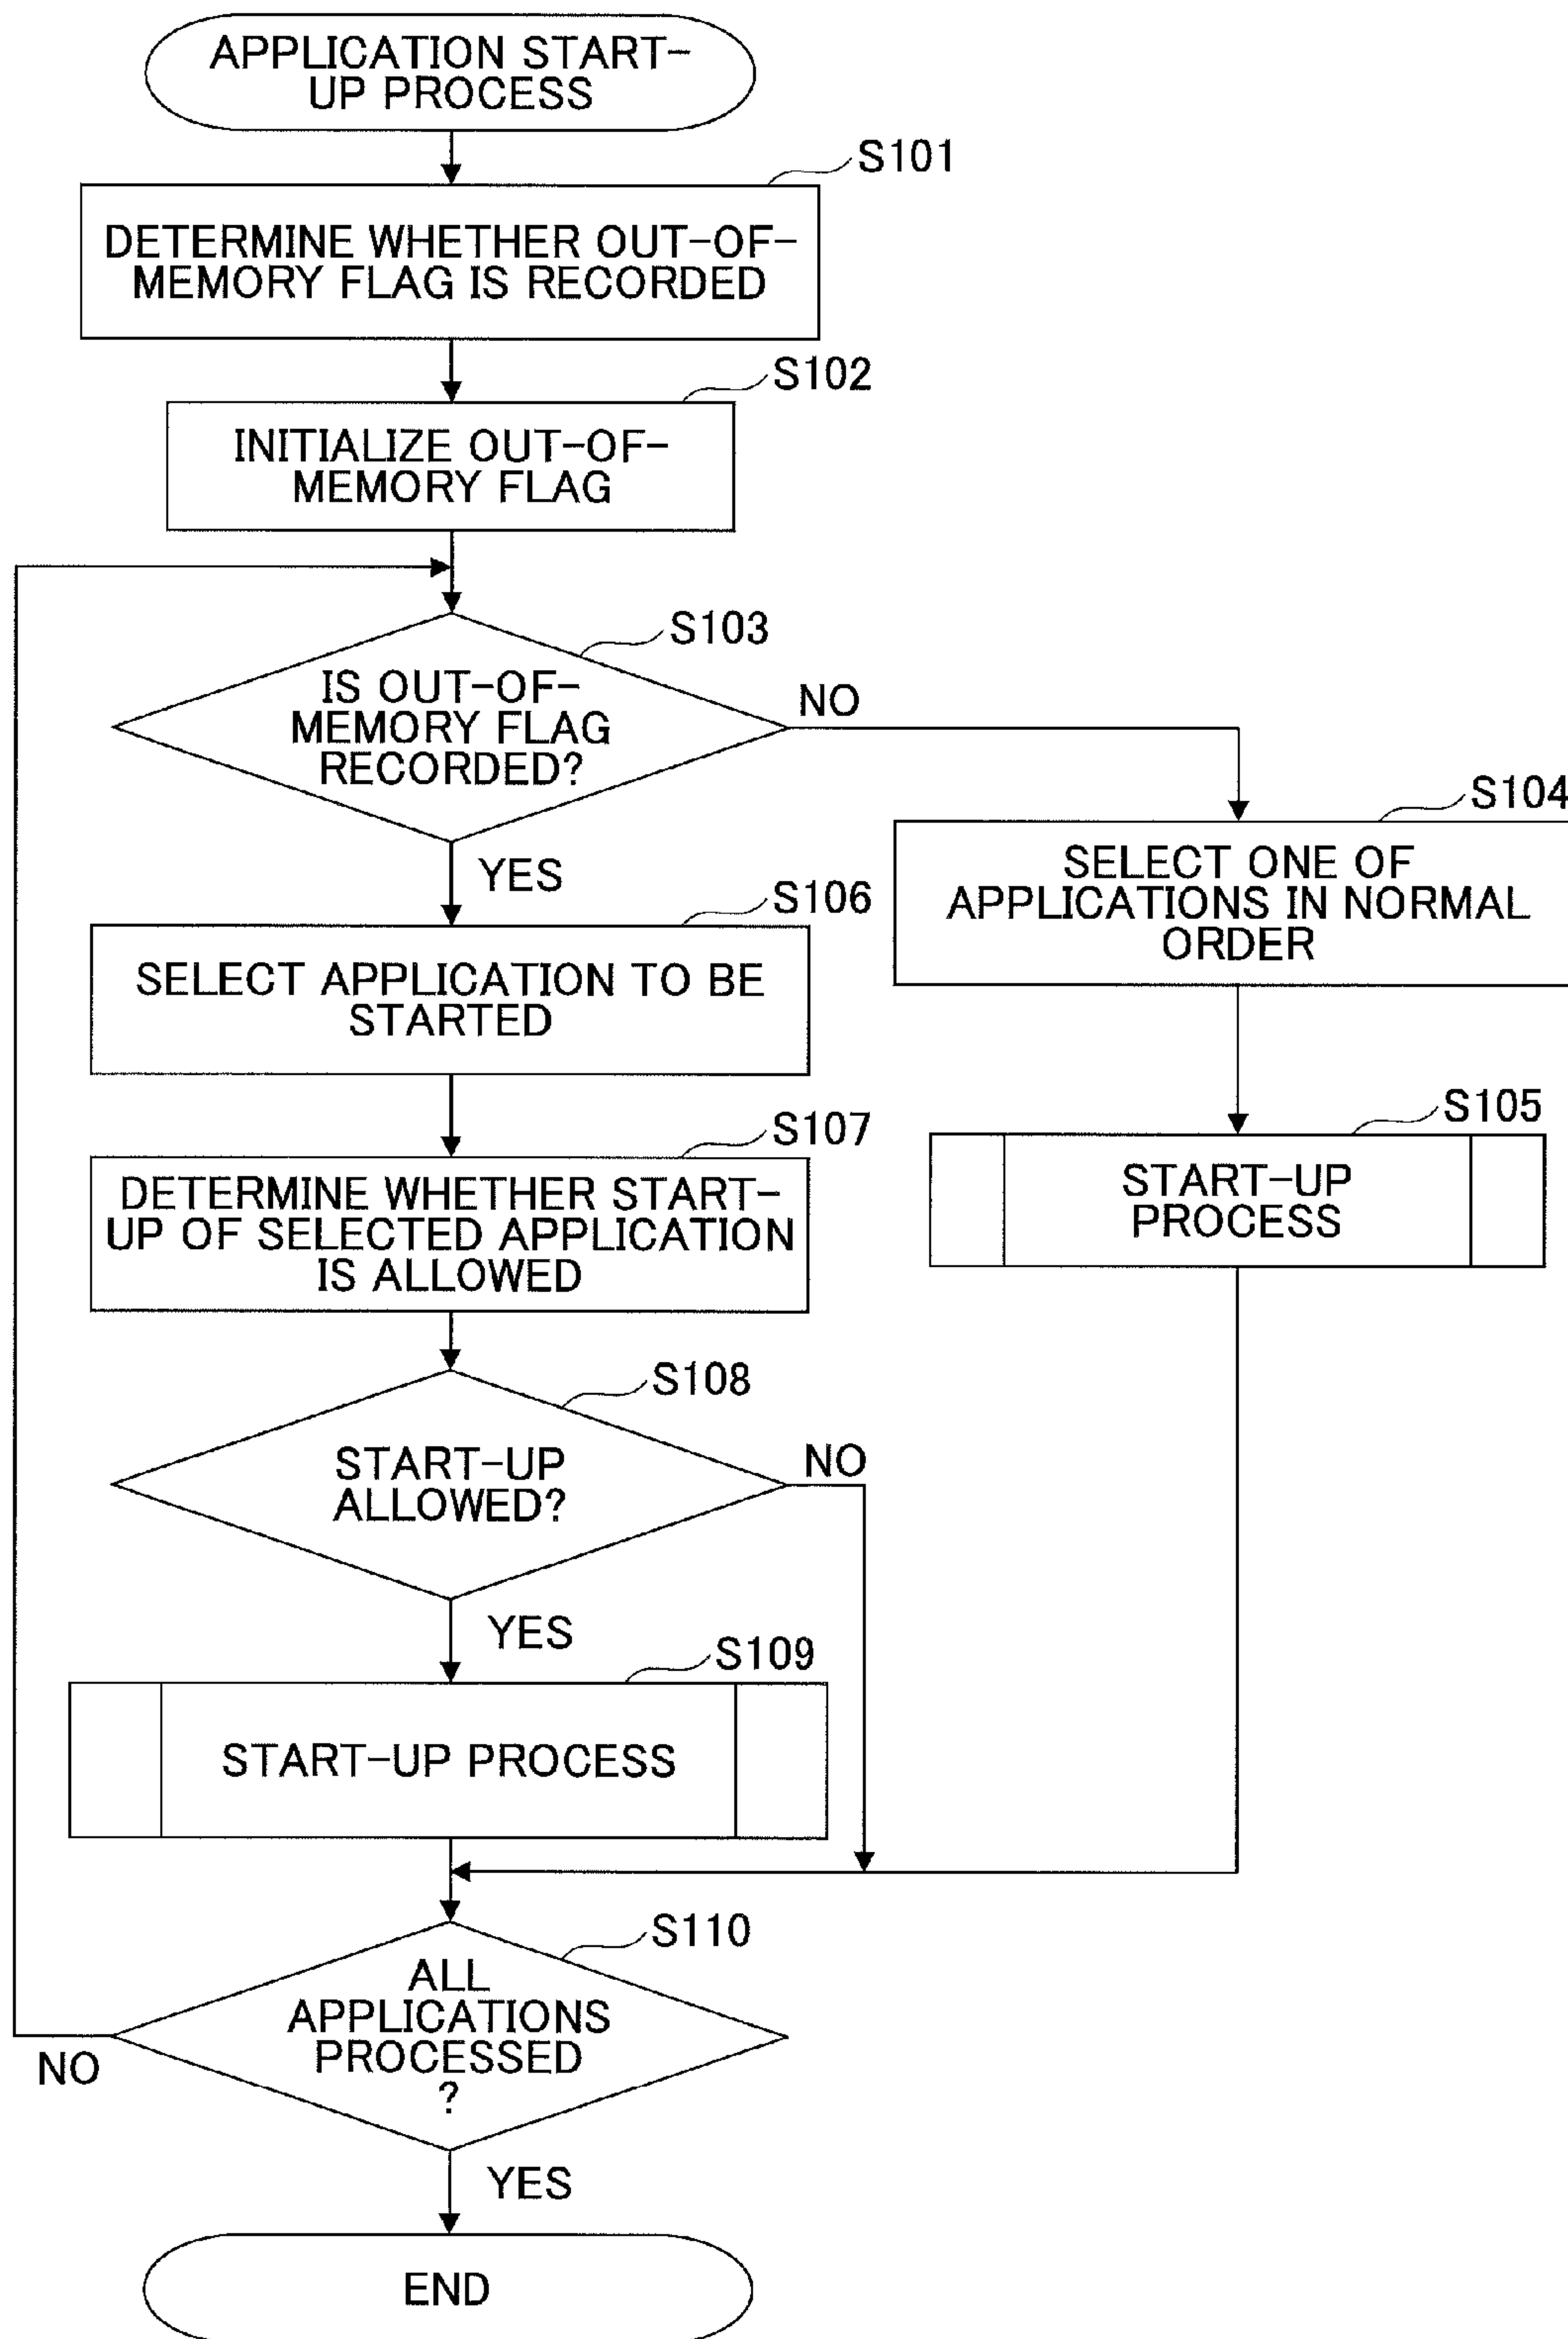 APPLICATION START-
UP PROCESS
S101
DETERMINE WHETHER OUT-OF-
MEMORY FLAG IS RECORDED
S102
INITIALIZE OUT-OF-
MEMORY FLAG
S103
IS OUT-OF-
MEMORY FLAG
RECORDED?
NO
YES
S104
SELECT ONE OF
APPLICATIONS IN NORMAL
ORDER
S105
START-UP
PROCESS
S106
SELECT APPLICATION TO BE
STARTED
S107
DETERMINE WHETHER START-
UP OF SELECTED APPLICATION
IS ALLOWED
S108
START-UP
ALLOWED?
NO
YES
S109
START-UP PROCESS
S110
ALL
APPLICATIONS
PROCESSED
?
NO
YES
END